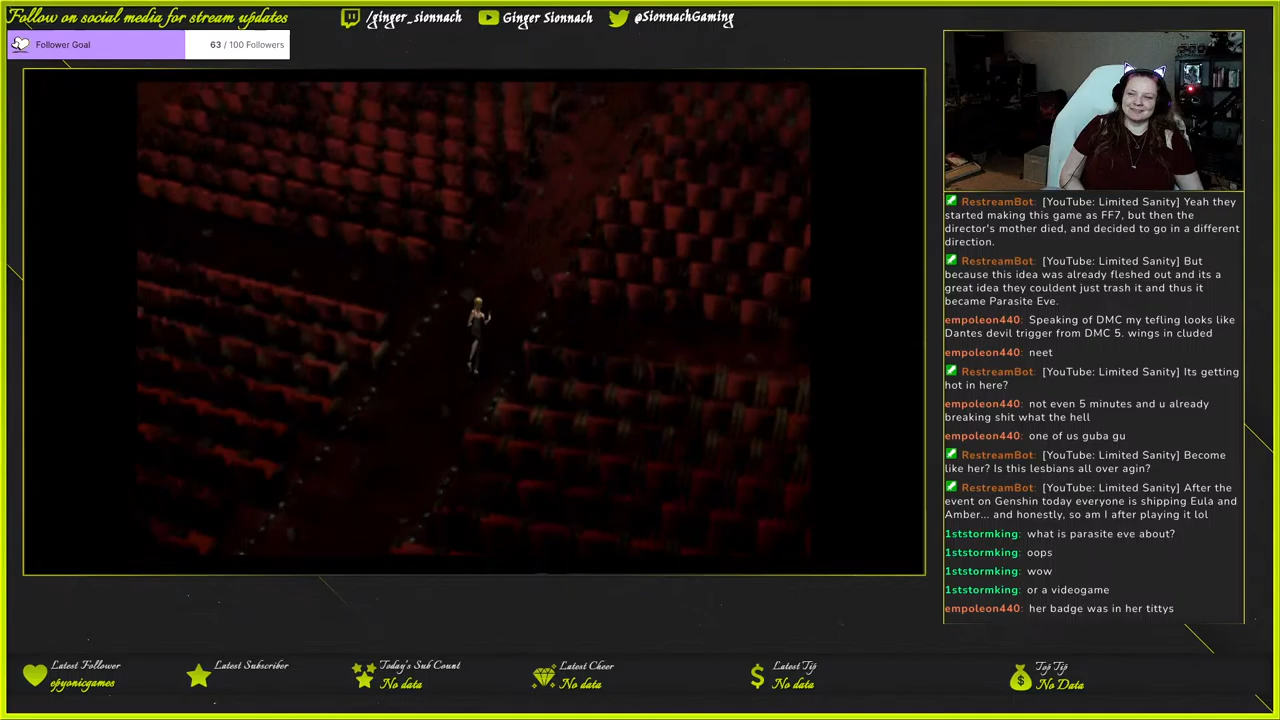 Follow on social media for stream updates
/ginger_sionnach
Ginger Sionnach
@SionnachGaming
Follower Goal
63 / 100 Followers
RestreamBot: [YouTube: Limited Sanity] Yeah they
started making this game as FF7, but then the
director's mother died, and decided to go in a different
direction.
RestreamBot: [YouTube: Limited Sanity] But
because this idea was already fleshed out and its a
great idea they couldent just trash it and thus it
became Parasite Eve.
empoleon440: Speaking of DMC my tefling looks like
Dantes devil trigger from DMC 5. wings in cluded
empoleon440: neet
RestreamBot: [YouTube: Limited Sanity] Its getting
hot in here?
empoleon440: not even 5 minutes and u already
breaking shit what the hell
empoleon440: one of us guba gu
RestreamBot: [YouTube: Limited Sanity] Become
like her? Is this lesbians all over agin?
RestreamBot: [YouTube: Limited Sanity] After the
event on Genshin today everyone is shipping Eula and
Amber... and honestly, so am I after playing it lol
1ststormking: what is parasite eve about?
1ststormking: oops
1ststormking: wow
1ststormking: or a videogame
empoleon440: her badge was in her tittys
Latest Follower
epyonicgames
Latest Subscriber
Today's Sub Count
No data
Latest Cheer
No data
Latest Tip
No data
Top Tip
No Data